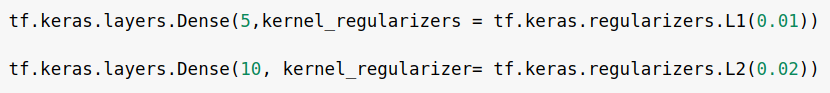 tf.keras.layers.Dense(5,kernel_regularizers = tf.keras.regularizers.L1(0.01))
tf.keras.layers.Dense(10, kernel_regularizer= tf.keras.regularizers.L2(0.02))